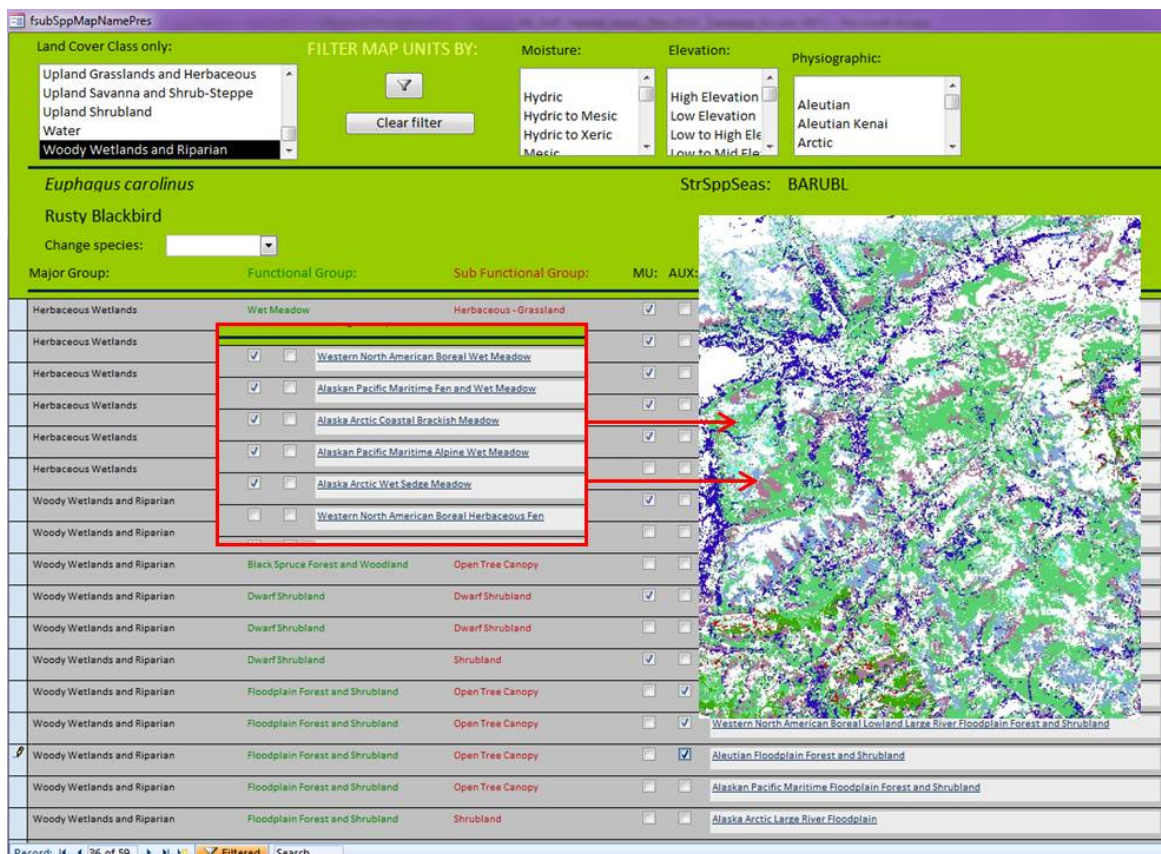 fsubSppMapNamePres
Land Cover Class only:
Upland Grasslands and Herbaceous
Upland Savanna and Shrub-Steppe
Upland Shrubland
Water
Woody Wetlands and Riparian
FILTER MAP UNITS BY:
Clear filter
Moisture:
Hydric
Hydric to Mesic
Hydric to Xeric
Mesic
Elevation:
High Elevation
Low Elevation
Low to High Ele
Low to Mid Ele
Physiographic:
Aleutian
Aleutian Kenai
Arctic
Euphagus carolinus
StrSppSeas: BARUBL
Rusty Blackbird
Change species:
Major Group: Functional Group: Sub Functional Group: MU: AUX:
Herbaceous Wetlands Wet Meadow Herbaceous - Grassland
Herbaceous Wetlands
Herbaceous Wetlands
Herbaceous Wetlands
Herbaceous Wetlands
Herbaceous Wetlands
Western North American Boreal Wet Meadow
Alaskan Pacific Maritime Fen and Wet Meadow
Alaska Arctic Coastal Brackish Meadow
Alaskan Pacific Maritime Alpine Wet Meadow
Alaska Arctic Wet Sedge Meadow
Western North American Boreal Herbaceous Fen
Woody Wetlands and Riparian
Woody Wetlands and Riparian
Woody Wetlands and Riparian Black Spruce Forest and Woodland Open Tree Canopy
Woody Wetlands and Riparian Dwarf Shrubland Dwarf Shrubland
Woody Wetlands and Riparian Dwarf Shrubland Dwarf Shrubland
Woody Wetlands and Riparian Dwarf Shrubland Shrubland
Woody Wetlands and Riparian Floodplain Forest and Shrubland Open Tree Canopy
Woody Wetlands and Riparian Floodplain Forest and Shrubland Open Tree Canopy Western North American Boreal Lowland Large River Floodplain Forest and Shrubland
Woody Wetlands and Riparian Floodplain Forest and Shrubland Open Tree Canopy Aleutian Floodplain Forest and Shrubland
Woody Wetlands and Riparian Floodplain Forest and Shrubland Open Tree Canopy Alaskan Pacific Maritime Floodplain Forest and Shrubland
Woody Wetlands and Riparian Floodplain Forest and Shrubland Shrubland Alaska Arctic Large River Floodplain
Record: 36 of 59 Filtered Search